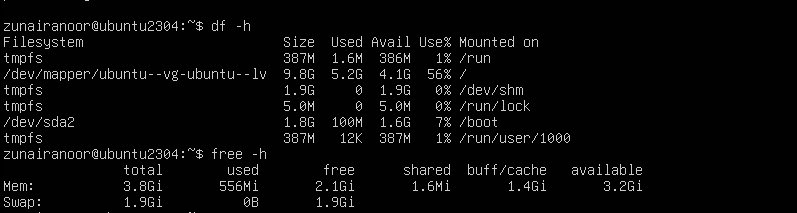 zunairanoor@ubuntu2304:~$ df -h
Filesystem                         Size  Used Avail Use% Mounted on
tmpfs                              387M  1.6M  386M   1% /run
/dev/mapper/ubuntu--vg-ubuntu--lv  9.8G  5.2G  4.1G  56% /
tmpfs                              1.9G     0  1.9G   0% /dev/shm
tmpfs                              5.0M     0  5.0M   0% /run/lock
/dev/sda2                          1.8G  100M  1.6G   7% /boot
tmpfs                              387M   12K  387M   1% /run/user/1000
zunairanoor@ubuntu2304:~$ free -h
               total        used        free      shared  buff/cache   available
Mem:           3.8Gi       556Mi       2.1Gi       1.6Mi       1.4Gi       3.2Gi
Swap:          1.9Gi          0B       1.9Gi